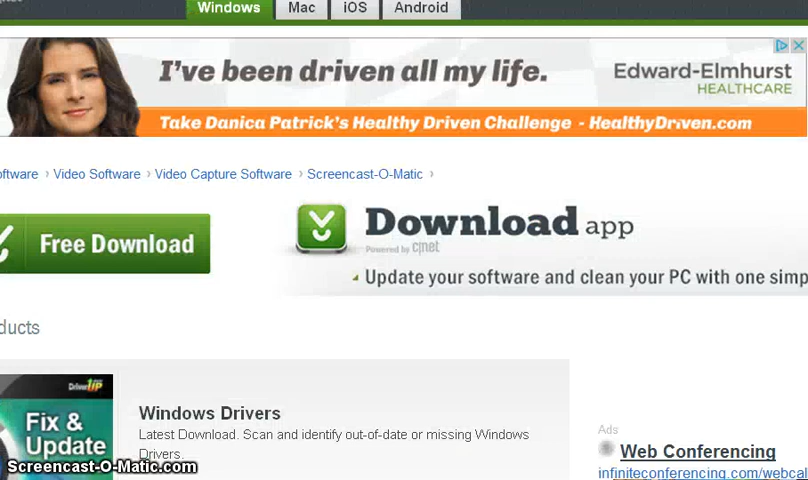 Windows Mac iOS Android
I've been driven all my life.
Edward-Elmhurst
HEALTHCARE
Take Danica Patrick's Healthy Driven Challenge - HealthyDriven.com
oftware › Video Software › Video Capture Software › Screencast-O-Matic ›
Free Download
Download app
Powered by c|net
Update your software and clean your PC with one simp
ducts
DriverUP
Fix &
Update
Windows Drivers
Latest Download. Scan and identify out-of-date or missing Windows
Drivers.
Ads
Web Conferencing
infiniteconferencing.com/webcal
Screencast-O-Matic.com